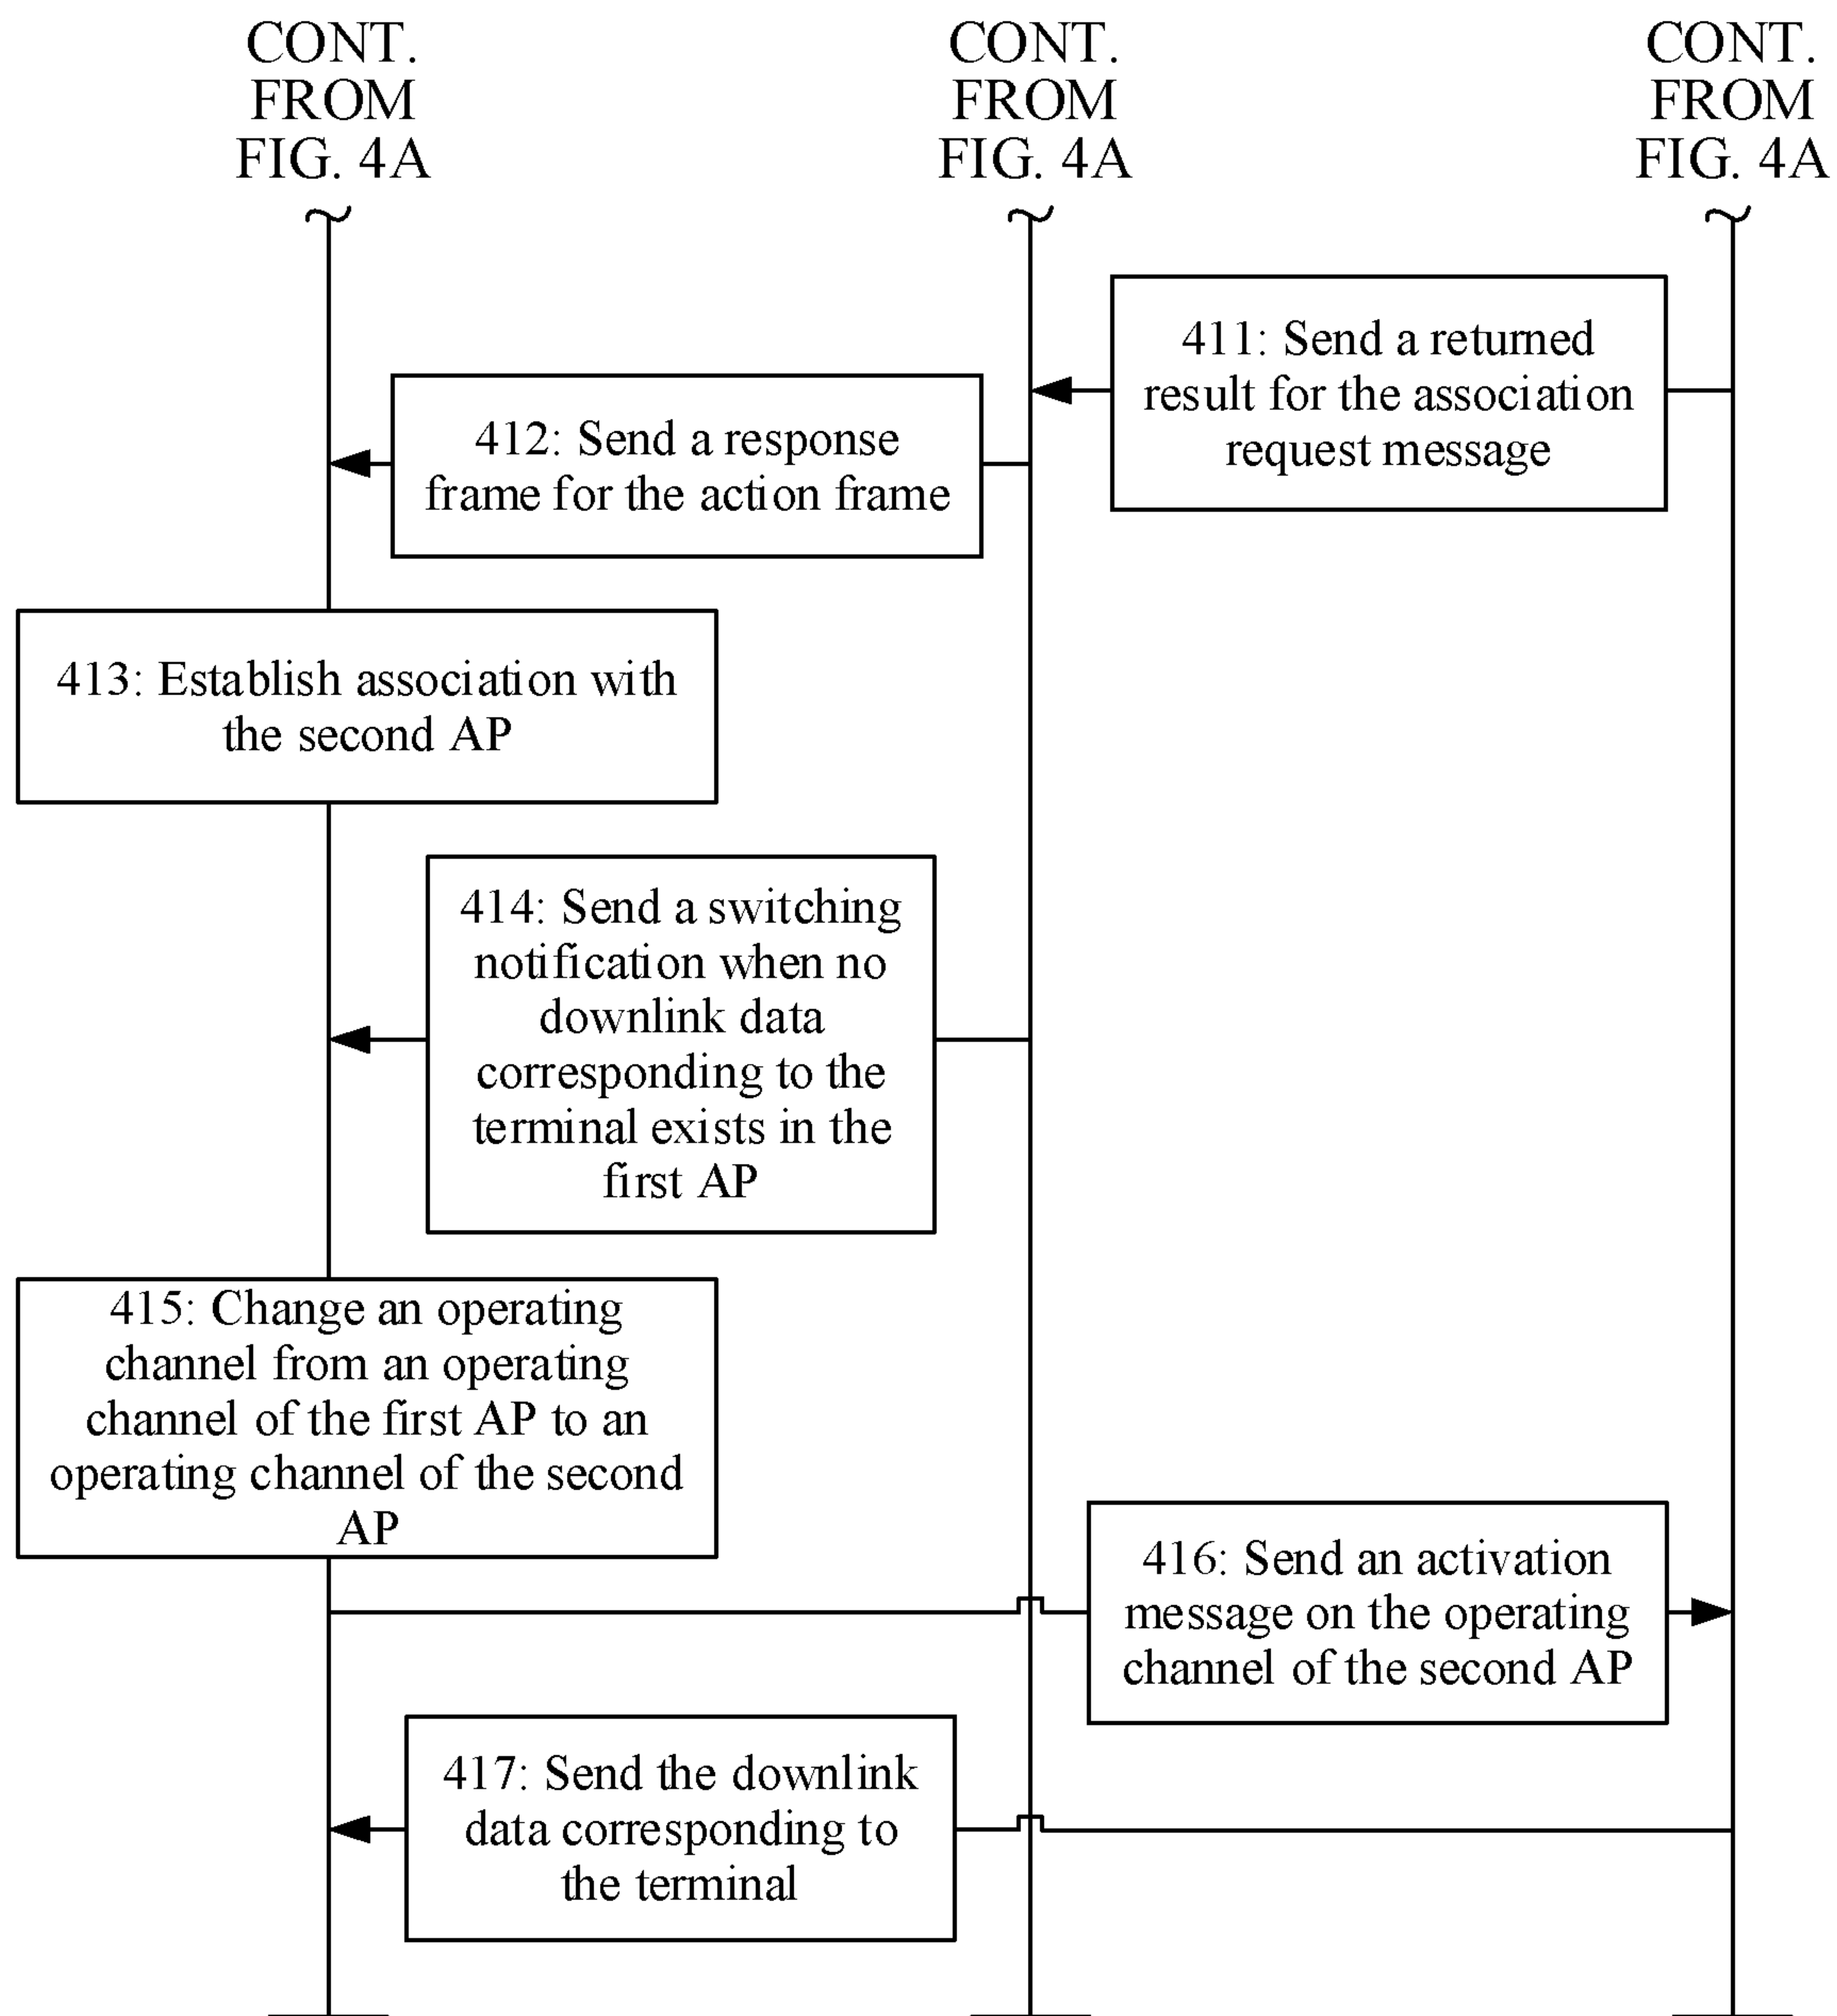 CONT.
FROM
FIG. 4A
CONT.
FROM
FIG. 4A
CONT.
FROM
FIG. 4A
411: Send a returned
result for the association
request message
412: Send a response
frame for the action frame
413: Establish association with
the second AP
414: Send a switching
notification when no
downlink data
corresponding to the
terminal exists in the
first AP
415: Change an operating
channel from an operating
channel of the first AP to an
operating channel of the second
AP
416: Send an activation
message on the operating
channel of the second AP
417: Send the downlink
data corresponding to
the terminal